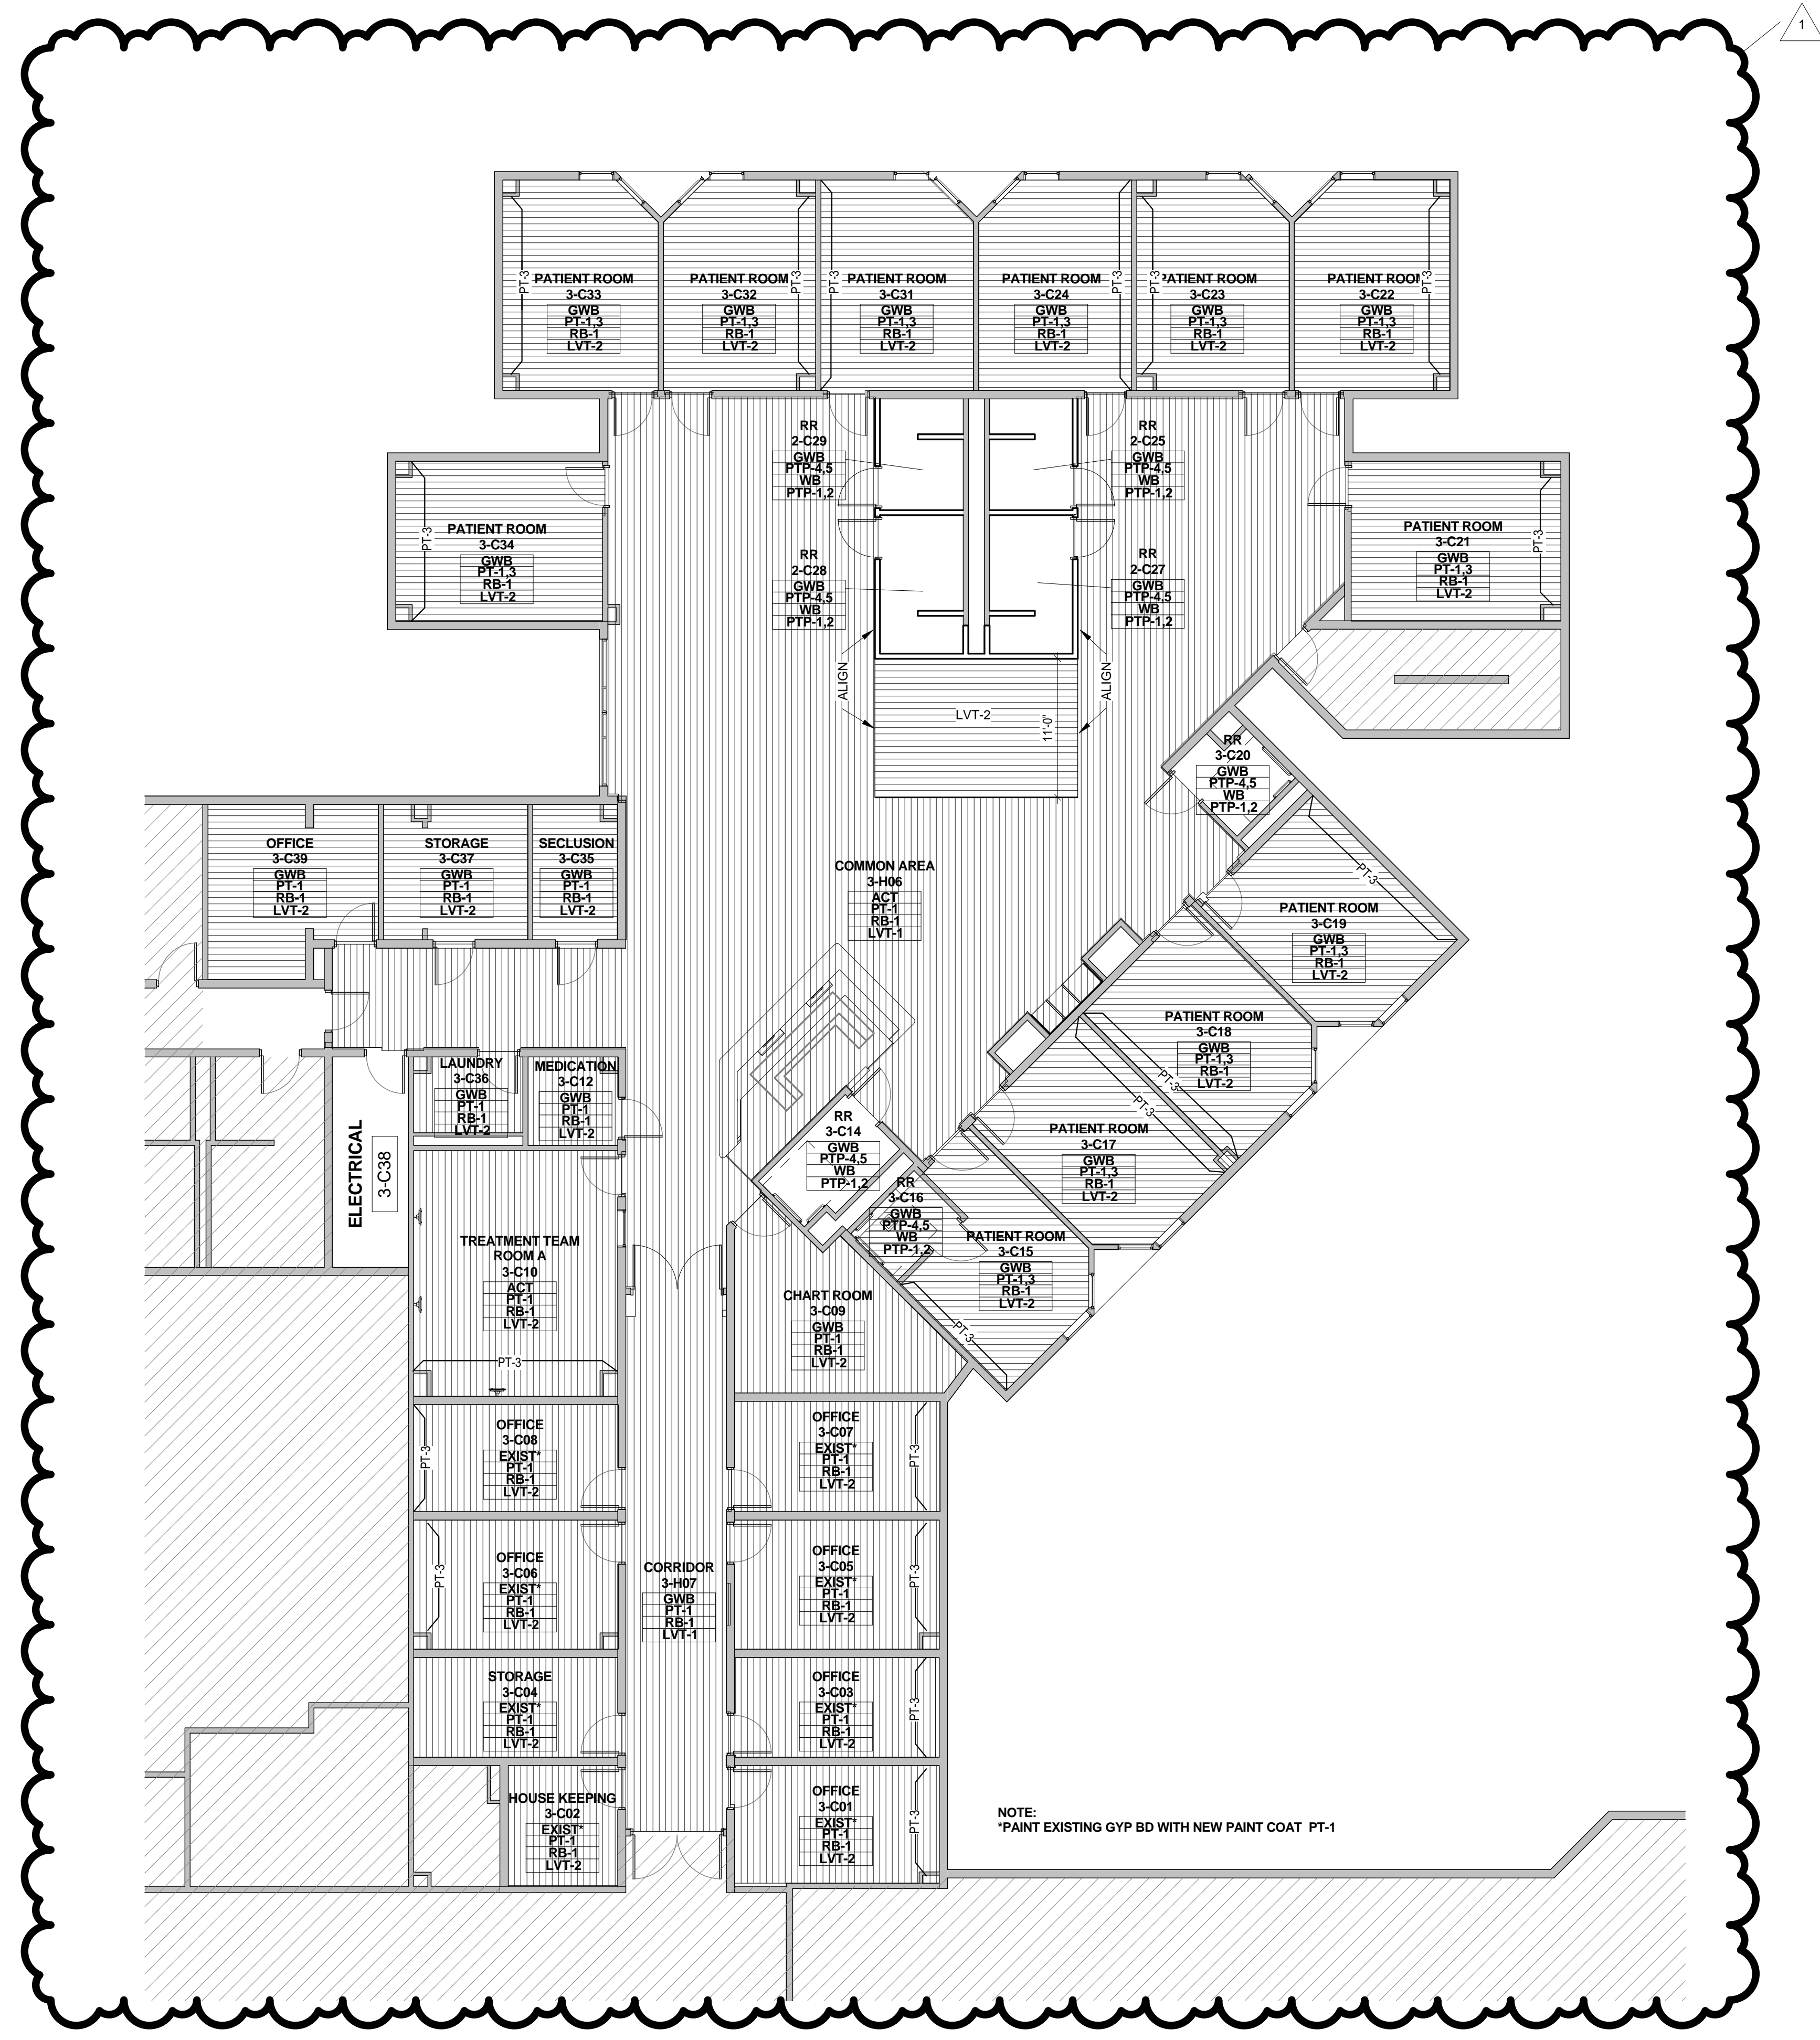 1
PATIENT ROOM
3-C33
GWB
PT-1,3
RB-1
LVT-2
PT-3
PATIENT ROOM
3-C32
GWB
PT-1,3
RB-1
LVT-2
PT-3
PATIENT ROOM
3-C31
GWB
PT-1,3
RB-1
LVT-2
PT-3
PATIENT ROOM
3-C24
GWB
PT-1,3
RB-1
LVT-2
PT-3
PATIENT ROOM
3-C23
GWB
PT-1,3
RB-1
LVT-2
PT-3
PATIENT ROOM
3-C22
GWB
PT-1,3
RB-1
LVT-2
PT-3
RR
2-C29
GWB
PTP-4,5
WB
PTP-1,2
RR
2-C25
GWB
PTP-4,5
WB
PTP-1,2
PATIENT ROOM
3-C34
GWB
PT-1,3
RB-1
LVT-2
PT-3
RR
2-C28
GWB
PTP-4,5
WB
PTP-1,2
RR
2-C27
GWB
PTP-4,5
WB
PTP-1,2
PATIENT ROOM
3-C21
GWB
PT-1,3
RB-1
LVT-2
PT-3
ALIGN
ALIGN
LVT-2
11'-0"
RR
3-C20
GWB
PTP-4,5
WB
PTP-1,2
OFFICE
3-C39
GWB
PT-1
RB-1
LVT-2
STORAGE
3-C37
GWB
PT-1
RB-1
LVT-2
SECLUSION
3-C35
GWB
PT-1
RB-1
LVT-2
COMMON AREA
3-H06
ACT
PT-1
RB-1
LVT-1
PATIENT ROOM
3-C19
GWB
PT-1,3
RB-1
LVT-2
PT-3
PATIENT ROOM
3-C18
GWB
PT-1,3
RB-1
LVT-2
PT-3
LAUNDRY
3-C36
GWB
PT-1
RB-1
LVT-2
MEDICATION
3-C12
GWB
PT-1
RB-1
LVT-2
ELECTRICAL
3-C38
RR
3-C14
GWB
PTP-4,5
WB
PTP-1,2
PATIENT ROOM
3-C17
GWB
PT-1,3
RB-1
LVT-2
PT-3
RR
3-C16
GWB
PTP-4,5
WB
PTP-1,2
PATIENT ROOM
3-C15
GWB
PT-1,3
RB-1
LVT-2
PT-3
TREATMENT TEAM
ROOM A
3-C10
ACT
PT-1
RB-1
LVT-2
PT-3
CHART ROOM
3-C09
GWB
PT-1
RB-1
LVT-2
OFFICE
3-C08
EXIST*
PT-1
RB-1
LVT-2
PT-3
OFFICE
3-C07
EXIST*
PT-1
RB-1
LVT-2
PT-3
OFFICE
3-C06
EXIST*
PT-1
RB-1
LVT-2
PT-3
CORRIDOR
3-H07
GWB
PT-1
RB-1
LVT-1
OFFICE
3-C05
EXIST*
PT-1
RB-1
LVT-2
PT-3
STORAGE
3-C04
EXIST*
PT-1
RB-1
LVT-2
OFFICE
3-C03
EXIST*
PT-1
RB-1
LVT-2
PT-3
HOUSE KEEPING
3-C02
EXIST*
PT-1
RB-1
LVT-2
OFFICE
3-C01
EXIST*
PT-1
RB-1
LVT-2
PT-3
NOTE:
*PAINT EXISTING GYP BD WITH NEW PAINT COAT PT-1